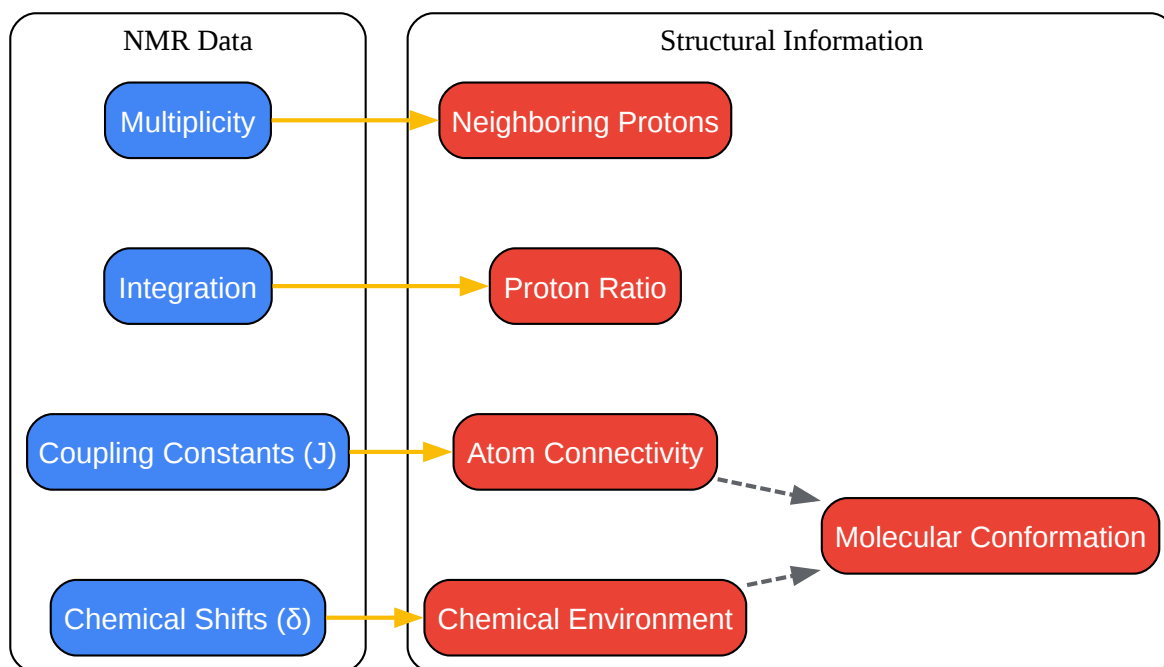 NMR Data
Structural Information
Multiplicity
Neighboring Protons
Integration
Proton Ratio
Coupling Constants (J)
Atom Connectivity
Molecular Conformation
Chemical Shifts (δ)
Chemical Environment